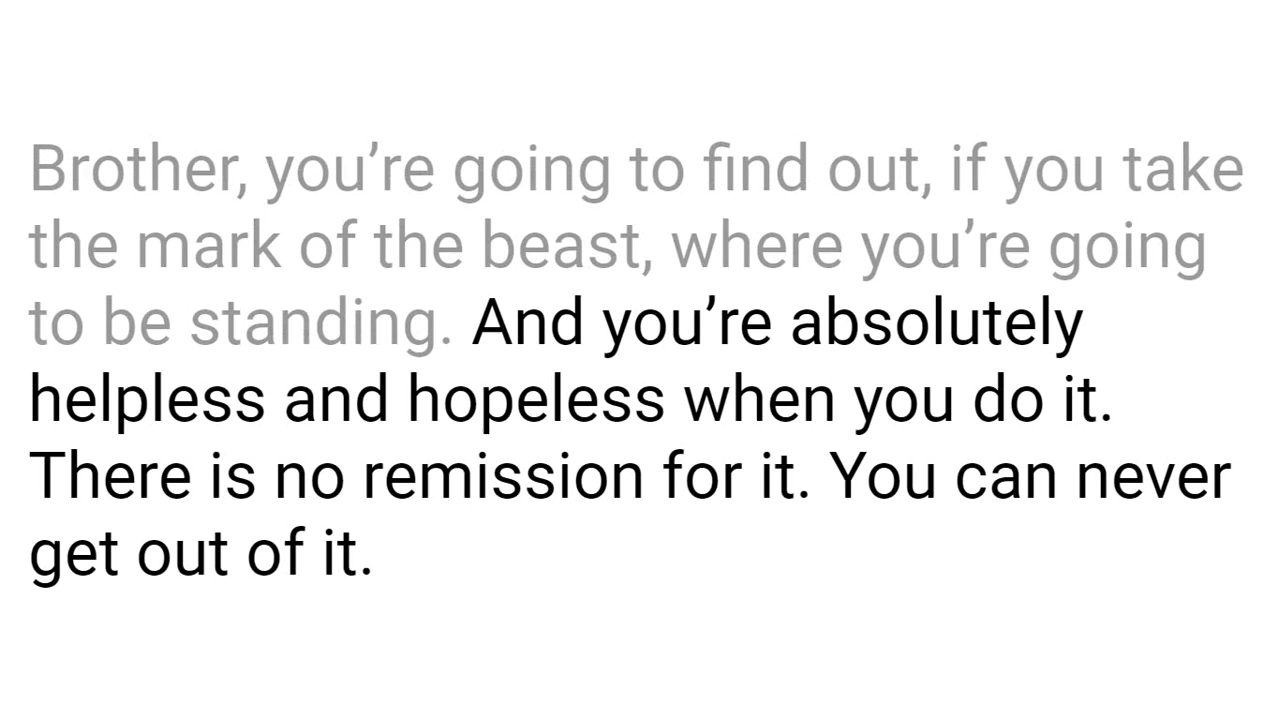 Brother, you’re going to find out, if you take
the mark of the beast, where you’re going
to be standing. And you’re absolutely
helpless and hopeless when you do it.
There is no remission for it. You can never
get out of it.